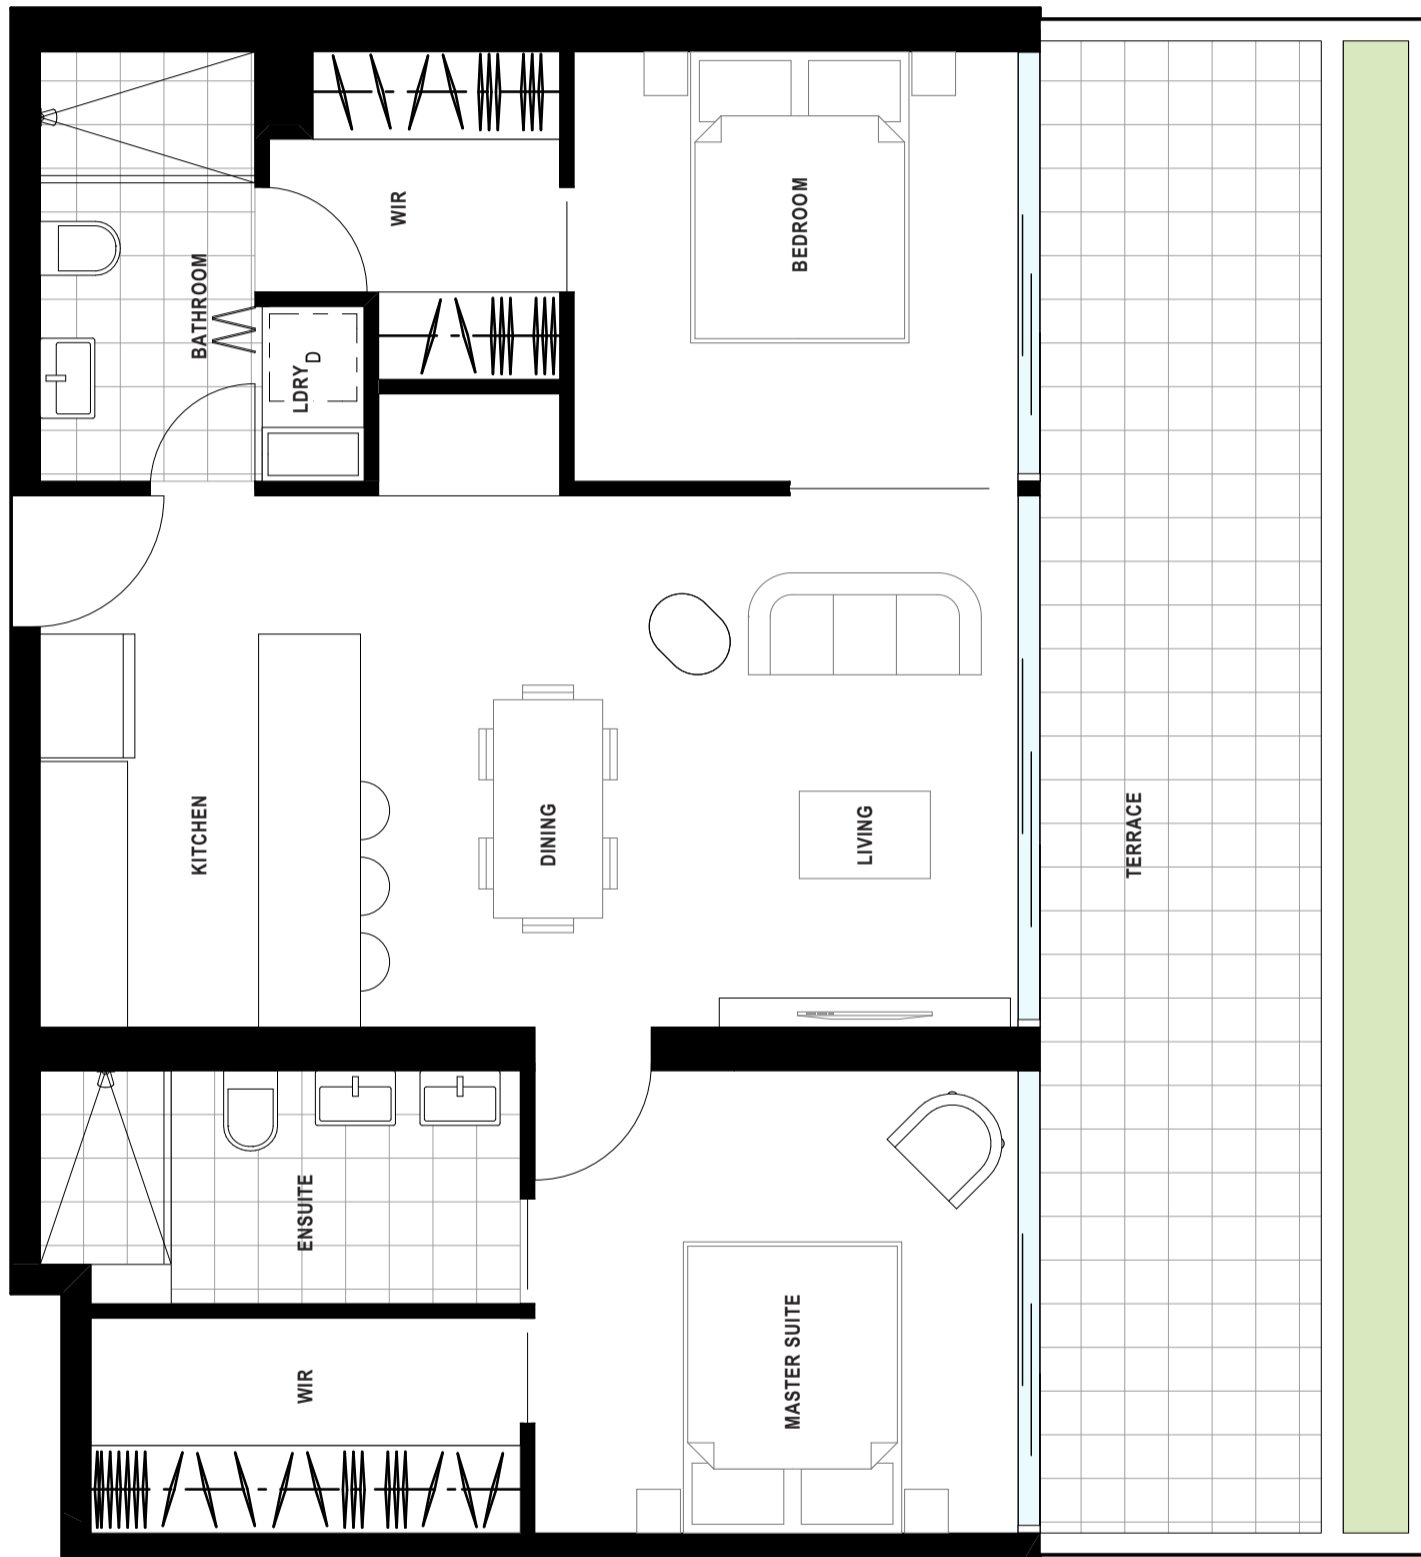 WIR
BEDROOM
BATHROOM
LDRY
D
KITCHEN
DINING
LIVING
TERRACE
ENSUITE
WIR
MASTER SUITE